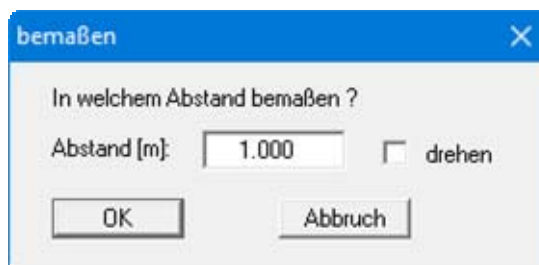 bemaßen
In welchem Abstand bemaßen ?
Abstand [m]: 1.000 drehen
OK Abbruch